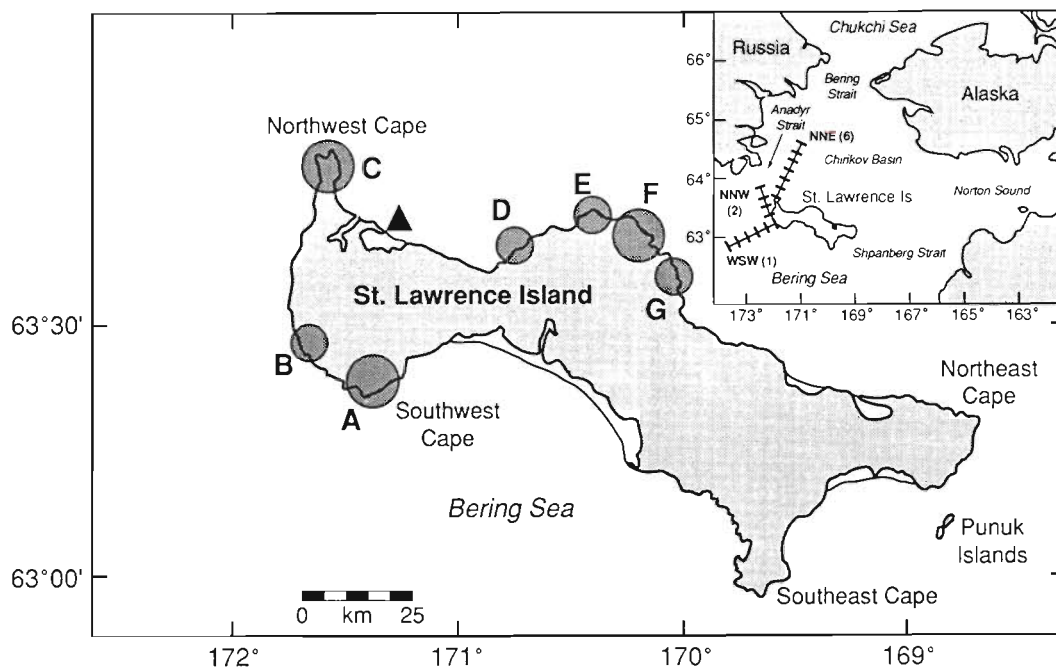 Northwest Cape
C
D
E
F
G
B
A
St. Lawrence Island
Southwest
Cape
Northeast
Cape
Bering Sea
Punuk
Islands
Southeast Cape
63°30'
63°00'
0 km 25
172°
171°
170°
169°
Chukchi Sea
Russia
Bering
Strait
Alaska
Anadyr
Strait
NNE (6)
Chirikov Basin
NNW
(2)
St. Lawrence Is
Norton Sound
Shpanberg Strait
WSW (1)
Bering Sea
66°
65°
64°
63°
173°
171°
169°
167°
165°
163°